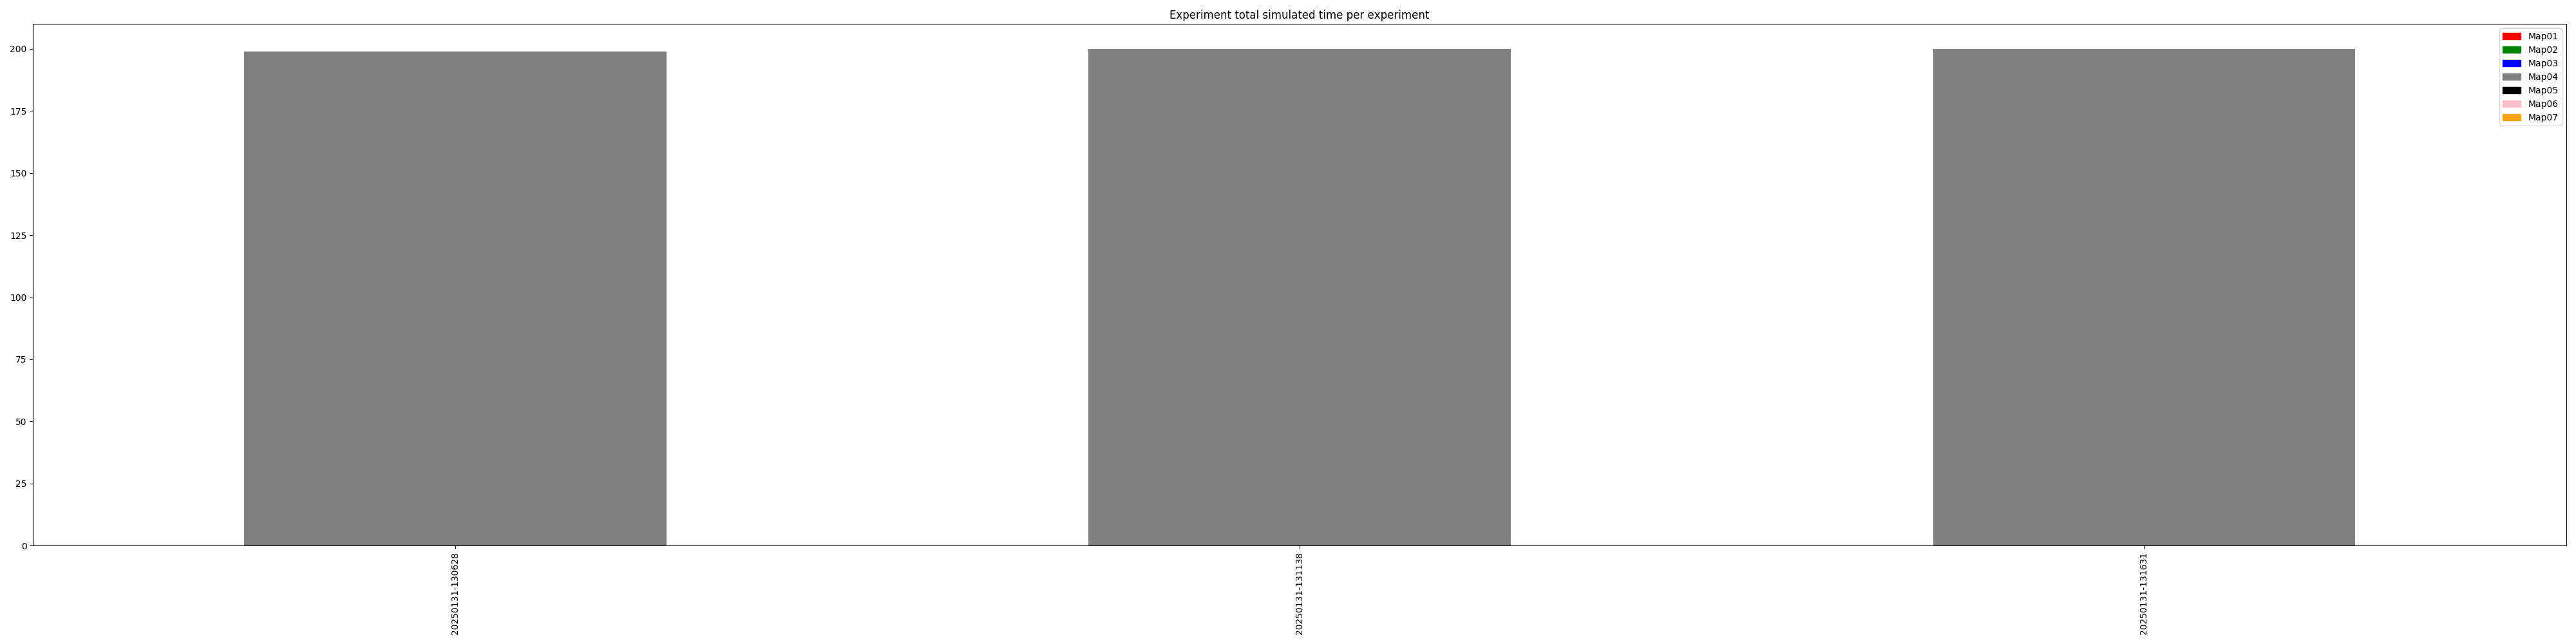 Experiment total simulated time per experiment
200
175
150
125
100
75
50
25
0
Map01
Map02
Map03
Map04
Map05
Map06
Map07
20250131-130628
20250131-131138
20250131-131631